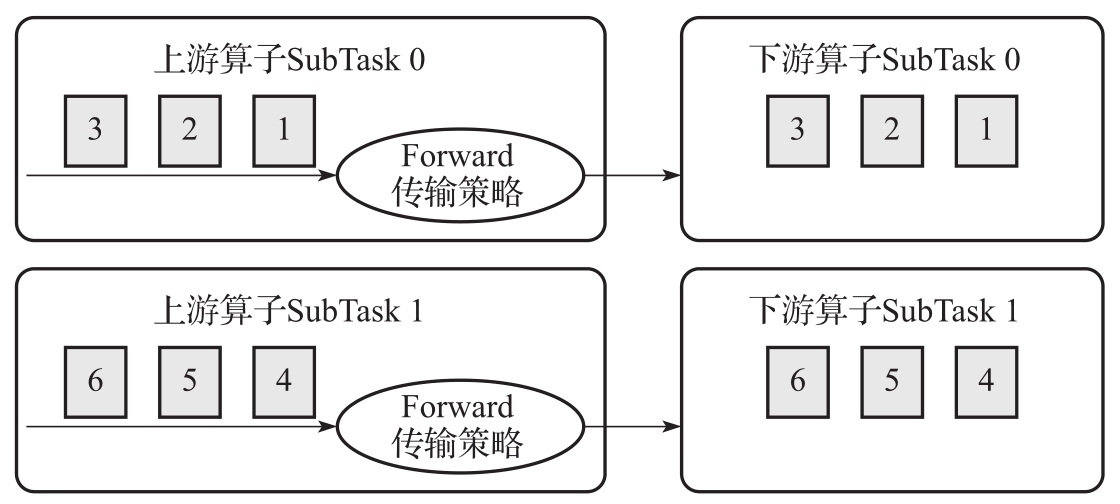 上游算子SubTask 0
3 2 1
Forward
传输策略
下游算子SubTask 0
3 2 1
上游算子SubTask 1
6 5 4
Forward
传输策略
下游算子SubTask 1
6 5 4